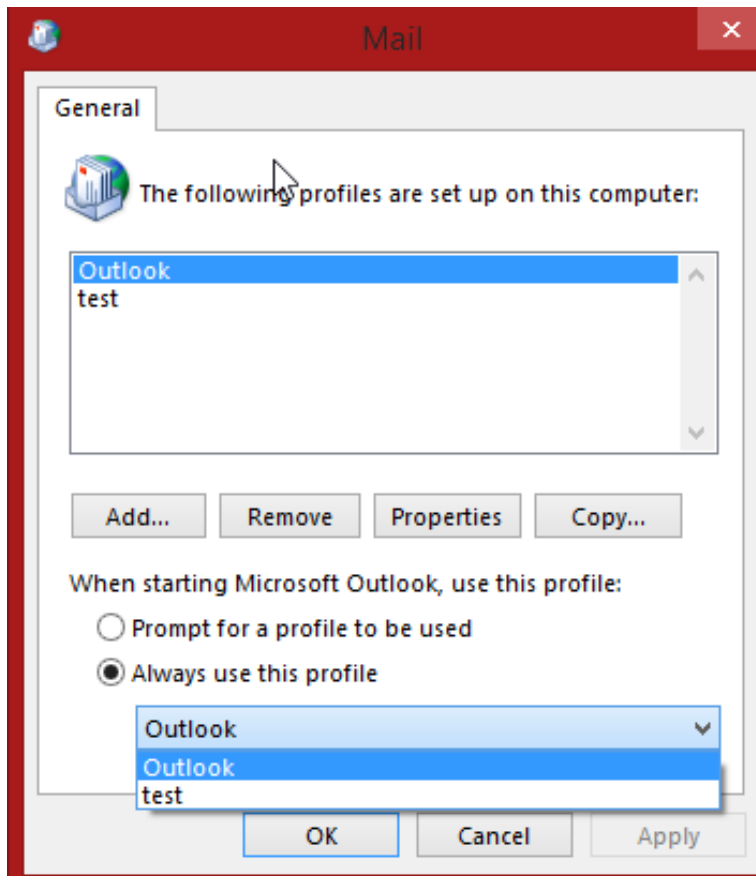 Mail
General
The following profiles are set up on this computer:
Outlook
test
Add... Remove Properties Copy...
When starting Microsoft Outlook, use this profile:
Prompt for a profile to be used
Always use this profile
Outlook
Outlook
test
OK Cancel Apply